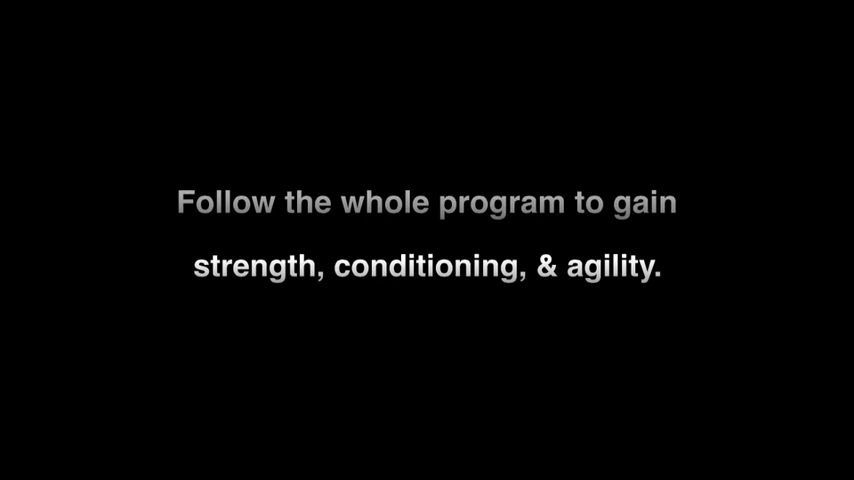 Follow the whole program to gain
strength, conditioning, & agility.